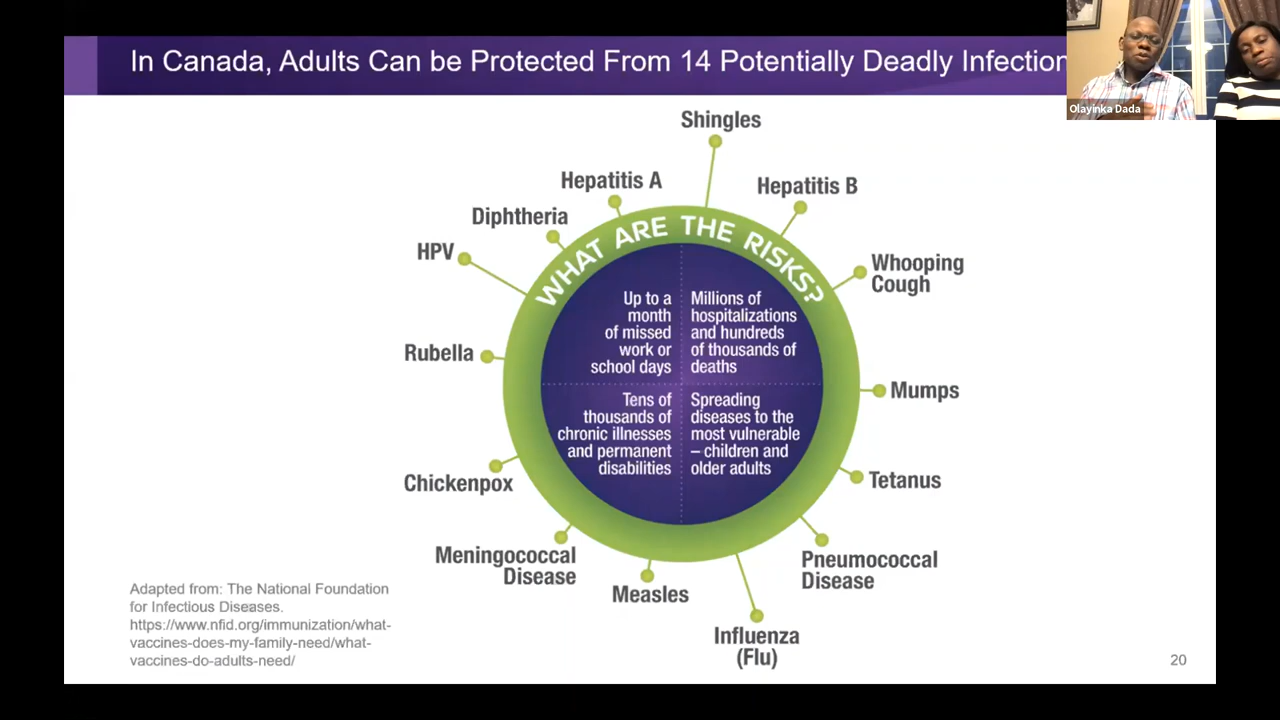 In Canada, Adults Can be Protected From 14 Potentially Deadly Infection
Olayinka Dada
Shingles
Hepatitis A
Hepatitis B
Diphtheria
HPV
Whooping
Cough
WHAT ARE THE RISKS?
Up to a
month
of missed
work or
school days
Millions of
hospitalizations
and hundreds
of thousands of
deaths
Rubella
Mumps
Tens of
thousands of
chronic illnesses
and permanent
disabilities
Spreading
diseases to the
most vulnerable
– children and
older adults
Chickenpox
Tetanus
Meningococcal
Disease
Pneumococcal
Disease
Measles
Influenza
(Flu)
Adapted from: The National Foundation
for Infectious Diseases.
https://www.nfid.org/immunization/what-
vaccines-does-my-family-need/what-
vaccines-do-adults-need/
20